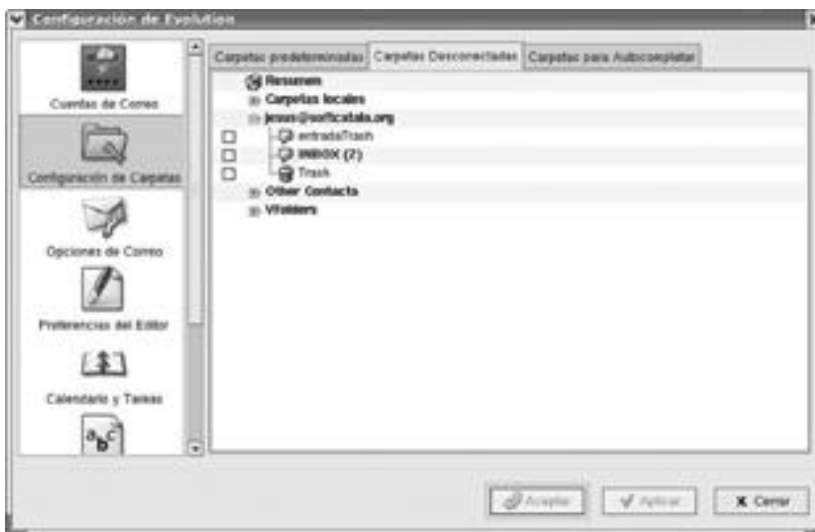 Configuración de Evolution
Cuentas de Correo
Configuración de Carpetas
Opciones de Correo
Preferencias del Editor
Calendario y Tareas
abc
Carpetas predeterminadas
Carpetas Desconectadas
Carpetas para Autocompletar
Resumen
Carpetas locales
jesus@softcatala.org
entradaTrash
INBOX (2)
Trash
Other Contacts
VFolders
Aceptar
Aplicar
Cerrar